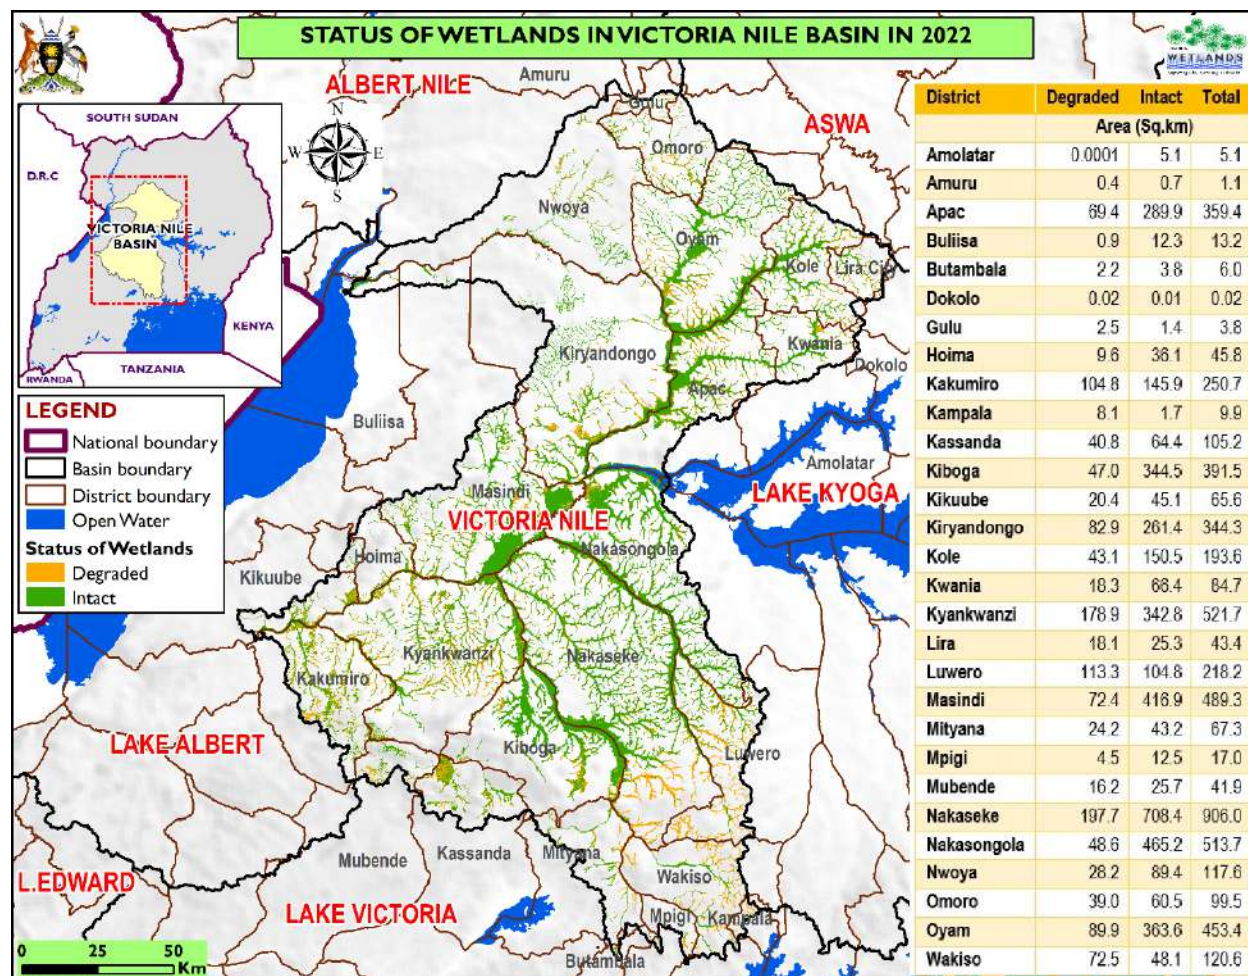 STATUS OF WETLANDS IN VICTORIA NILE BASIN IN 2022
WETLANDS
SOUTH SUDAN
D.R.C
VICTORIA NILE
BASIN
KENYA
TANZANIA
RWANDA
N
W E
S
LEGEND
National boundary
Basin boundary
District boundary
Open Water
Status of Wetlands
Degraded
Intact
ALBERT NILE
Amuru
Gulu
ASWA
Omoro
Nwoya
Oyam
Kole
Lira City
Kiryandongo
Kwania
Dokolo
Apac
Buliisa
Amolatar
Masindi
LAKE KYOGA
VICTORIA NILE
Nakasongola
Hoima
Kikuube
Kyankwanzi
Nakaseke
Kakumiro
LAKE ALBERT
Kiboga
Luwero
Mubende
Kassanda
Mityana
Wakiso
L.EDWARD
LAKE VICTORIA
Mpigi
Kampala
Butambala
0 25 50
Km
District Degraded Intact Total
Area (Sq.km)
Amolatar 0.0001 5.1 5.1
Amuru 0.4 0.7 1.1
Apac 69.4 289.9 359.4
Buliisa 0.9 12.3 13.2
Butambala 2.2 3.8 6.0
Dokolo 0.02 0.01 0.02
Gulu 2.5 1.4 3.8
Hoima 9.6 36.1 45.8
Kakumiro 104.8 145.9 250.7
Kampala 8.1 1.7 9.9
Kassanda 40.8 64.4 105.2
Kiboga 47.0 344.5 391.5
Kikuube 20.4 45.1 65.6
Kiryandongo 82.9 261.4 344.3
Kole 43.1 150.5 193.6
Kwania 18.3 66.4 84.7
Kyankwanzi 178.9 342.8 521.7
Lira 18.1 25.3 43.4
Luwero 113.3 104.8 218.2
Masindi 72.4 416.9 489.3
Mityana 24.2 43.2 67.3
Mpigi 4.5 12.5 17.0
Mubende 16.2 25.7 41.9
Nakaseke 197.7 708.4 906.0
Nakasongola 48.6 465.2 513.7
Nwoya 28.2 89.4 117.6
Omoro 39.0 60.5 99.5
Oyam 89.9 363.6 453.4
Wakiso 72.5 48.1 120.6